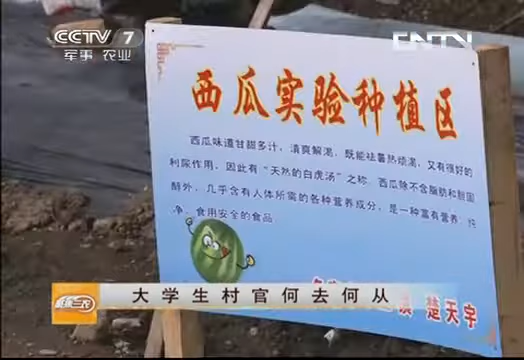 CCTV 7
军事 农业
CNTV
西瓜实验种植区
西瓜味道甘甜多汁,清爽解渴,既能祛暑热烦渴,又有很好的
利尿作用,因此有"天然的白虎汤"之称。西瓜除不含脂肪和胆固
醇外,几乎含有人体所需的各种营养成分,是一种富有营养、纯
净、食用安全的食品。
楚天宇
大学生村官何去何从